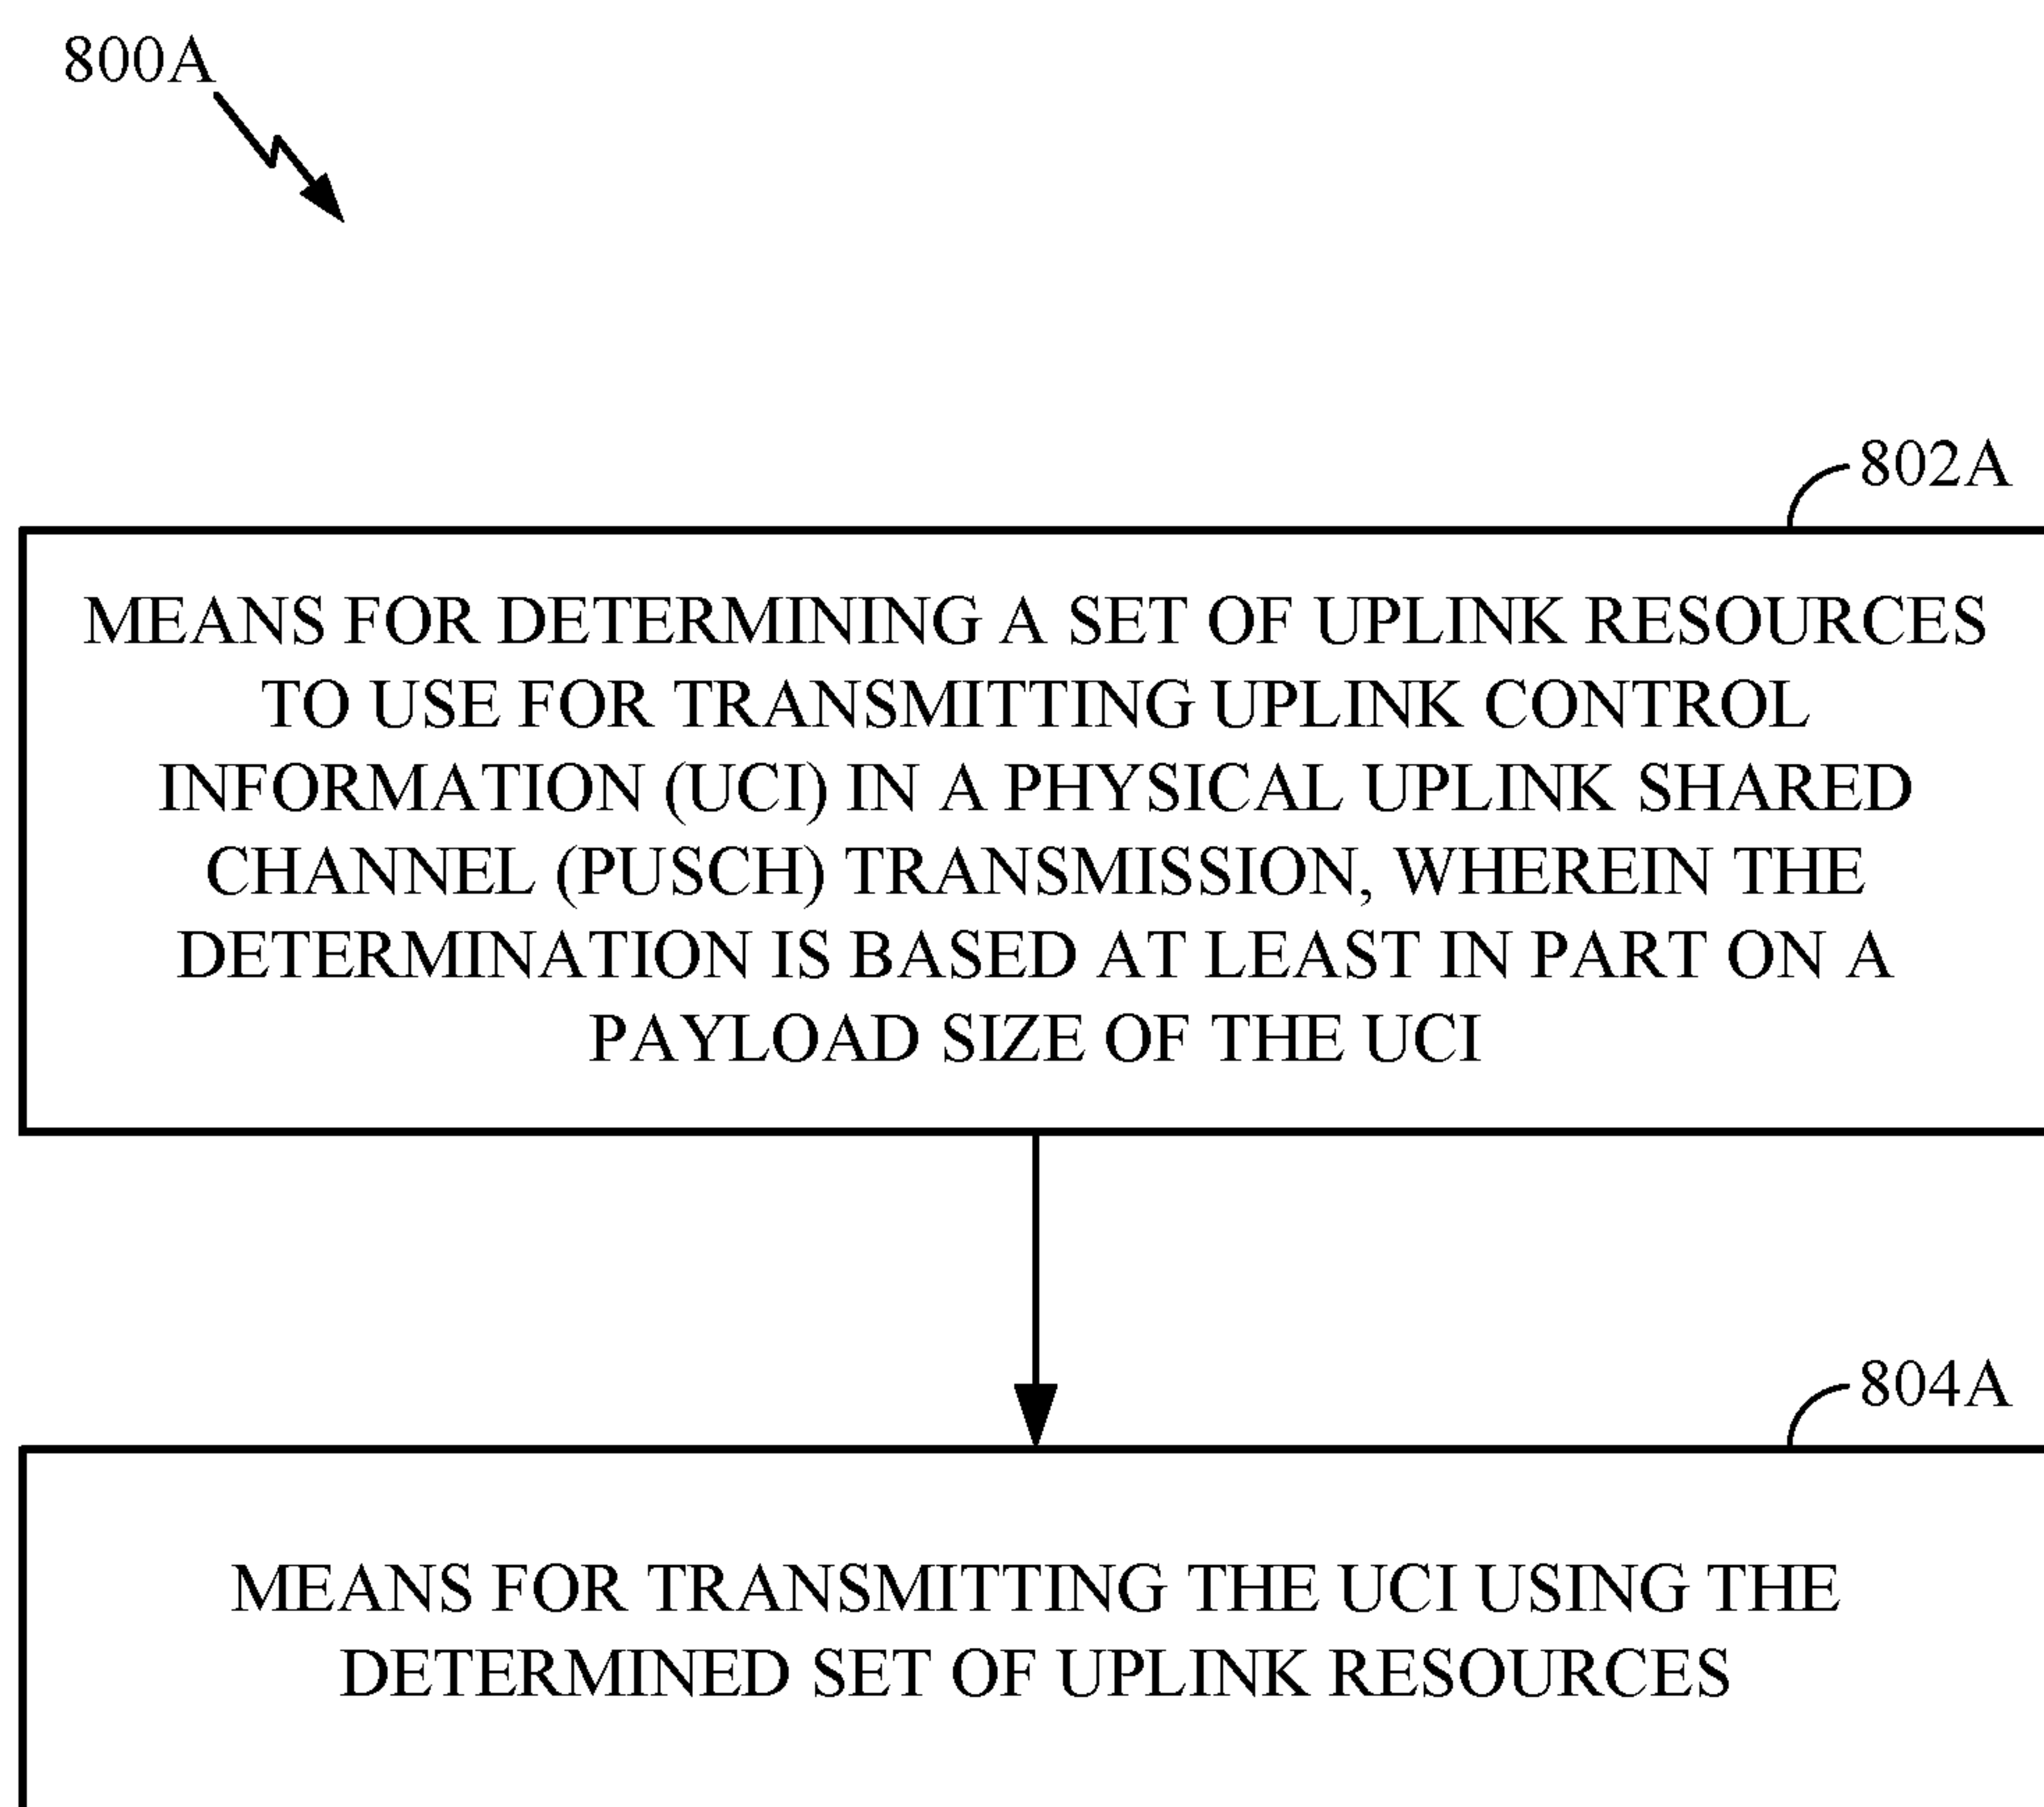 800A
802A
MEANS FOR DETERMINING A SET OF UPLINK RESOURCES
TO USE FOR TRANSMITTING UPLINK CONTROL
INFORMATION (UCI) IN A PHYSICAL UPLINK SHARED
CHANNEL (PUSCH) TRANSMISSION, WHEREIN THE
DETERMINATION IS BASED AT LEAST IN PART ON A
PAYLOAD SIZE OF THE UCI
804A
MEANS FOR TRANSMITTING THE UCI USING THE
DETERMINED SET OF UPLINK RESOURCES